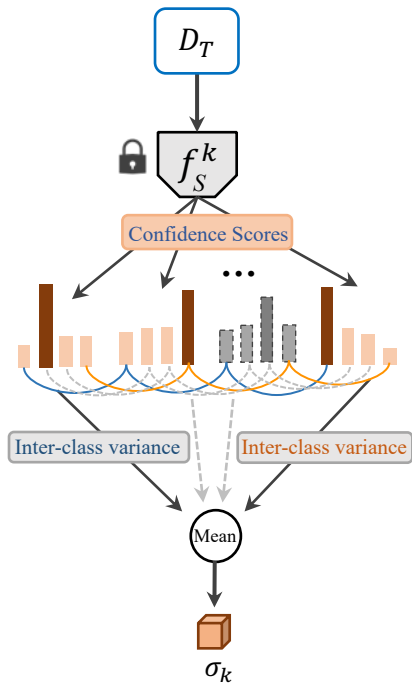 D_T
f_S^k
Confidence Scores
...
Inter-class variance
Inter-class variance
Mean
σ_k